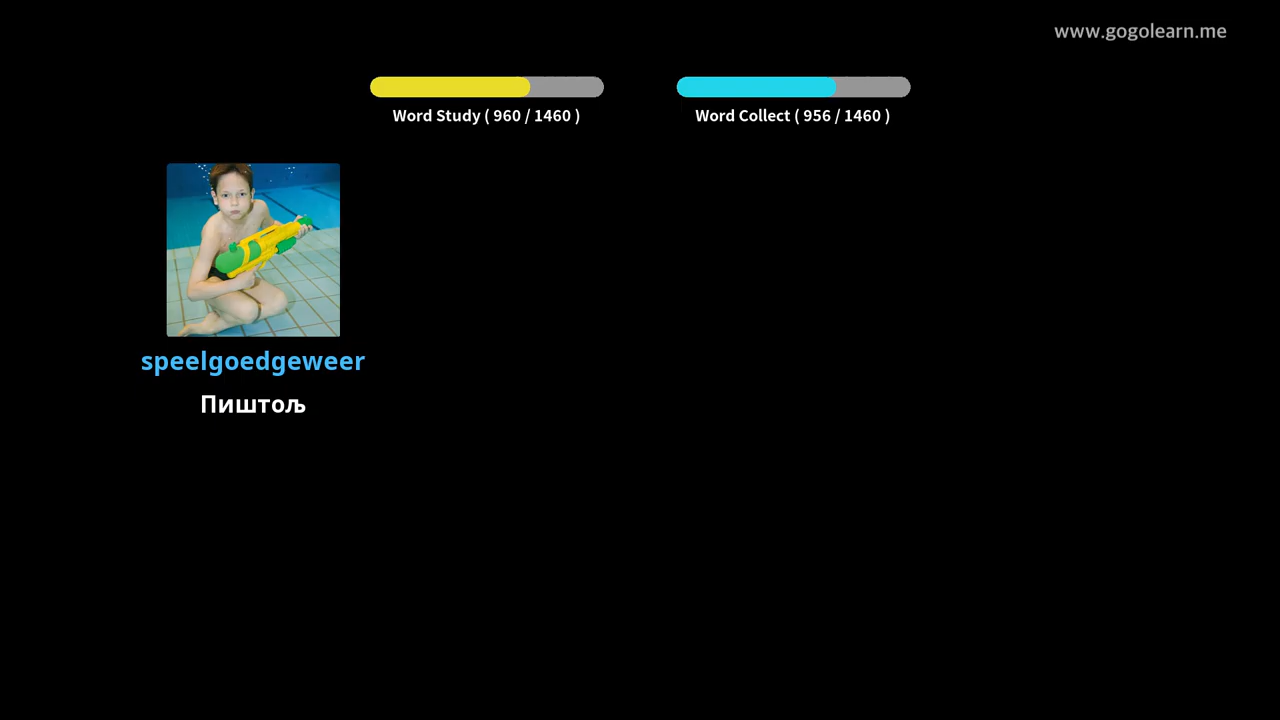 www.gogolearn.me
Word Study ( 960 / 1460 )
Word Collect ( 956 / 1460 )
speelgoedgeweer
Пиштољ